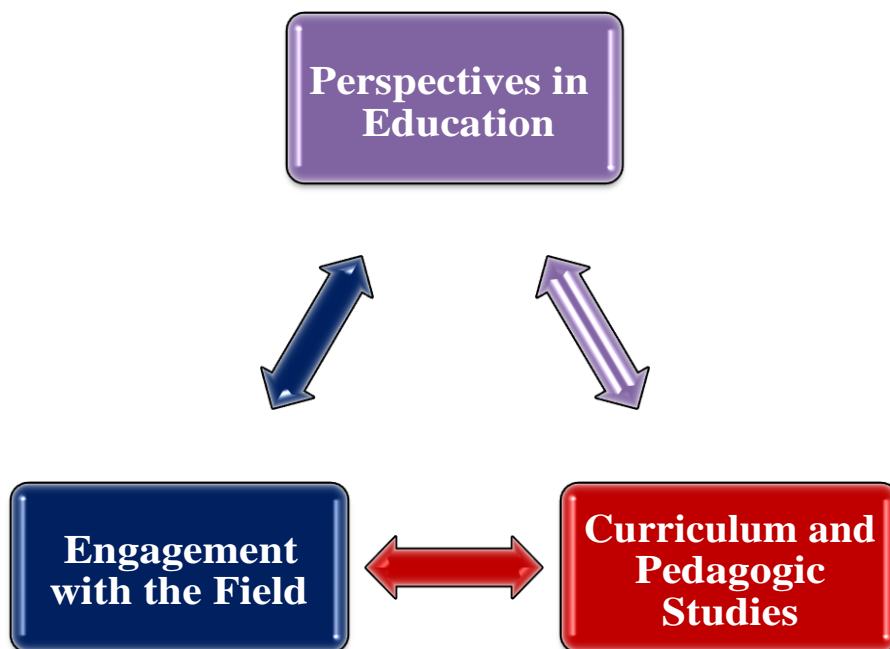 Perspectives in
Education
Engagement
with the Field
Curriculum and
Pedagogic
Studies